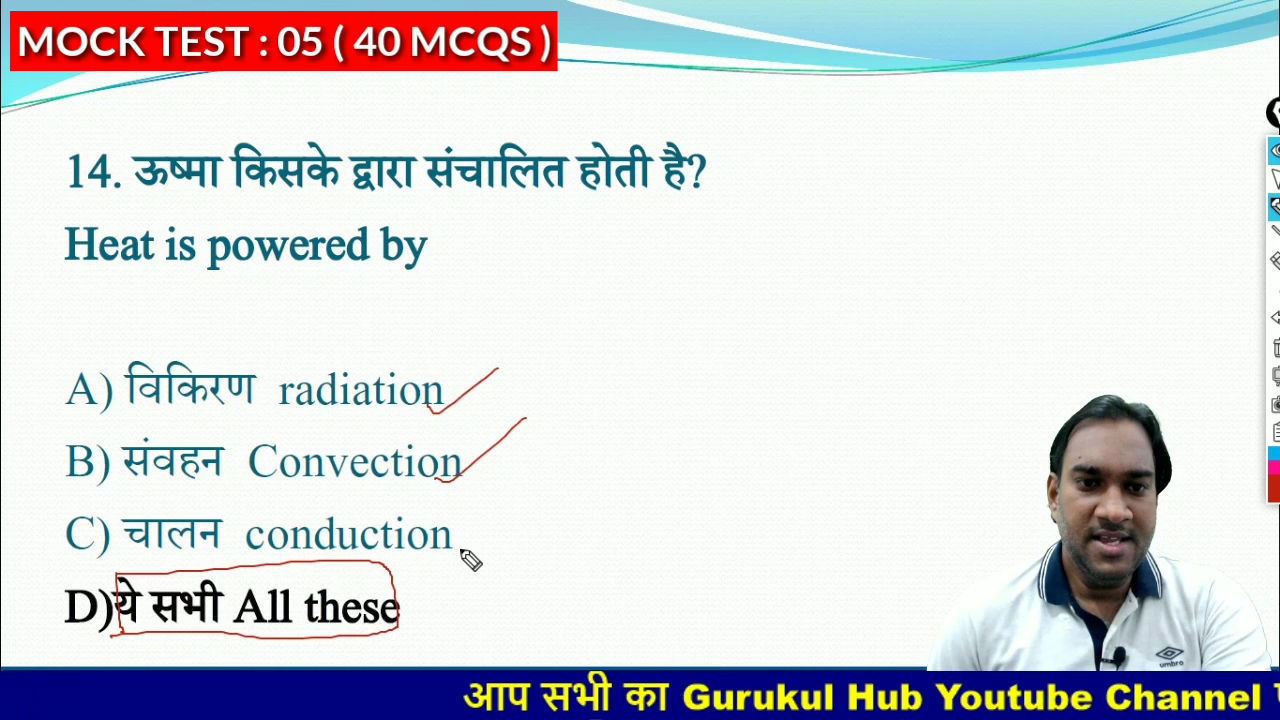 MOCK TEST : 05 ( 40 MCQS )
14. ऊष्मा किसके द्वारा संचालित होती है?
Heat is powered by
A) विकिरण radiation
B) संवहन Convection
C) चालन conduction
D)ये सभी All these
umbro
आप सभी का Gurukul Hub Youtube Channel